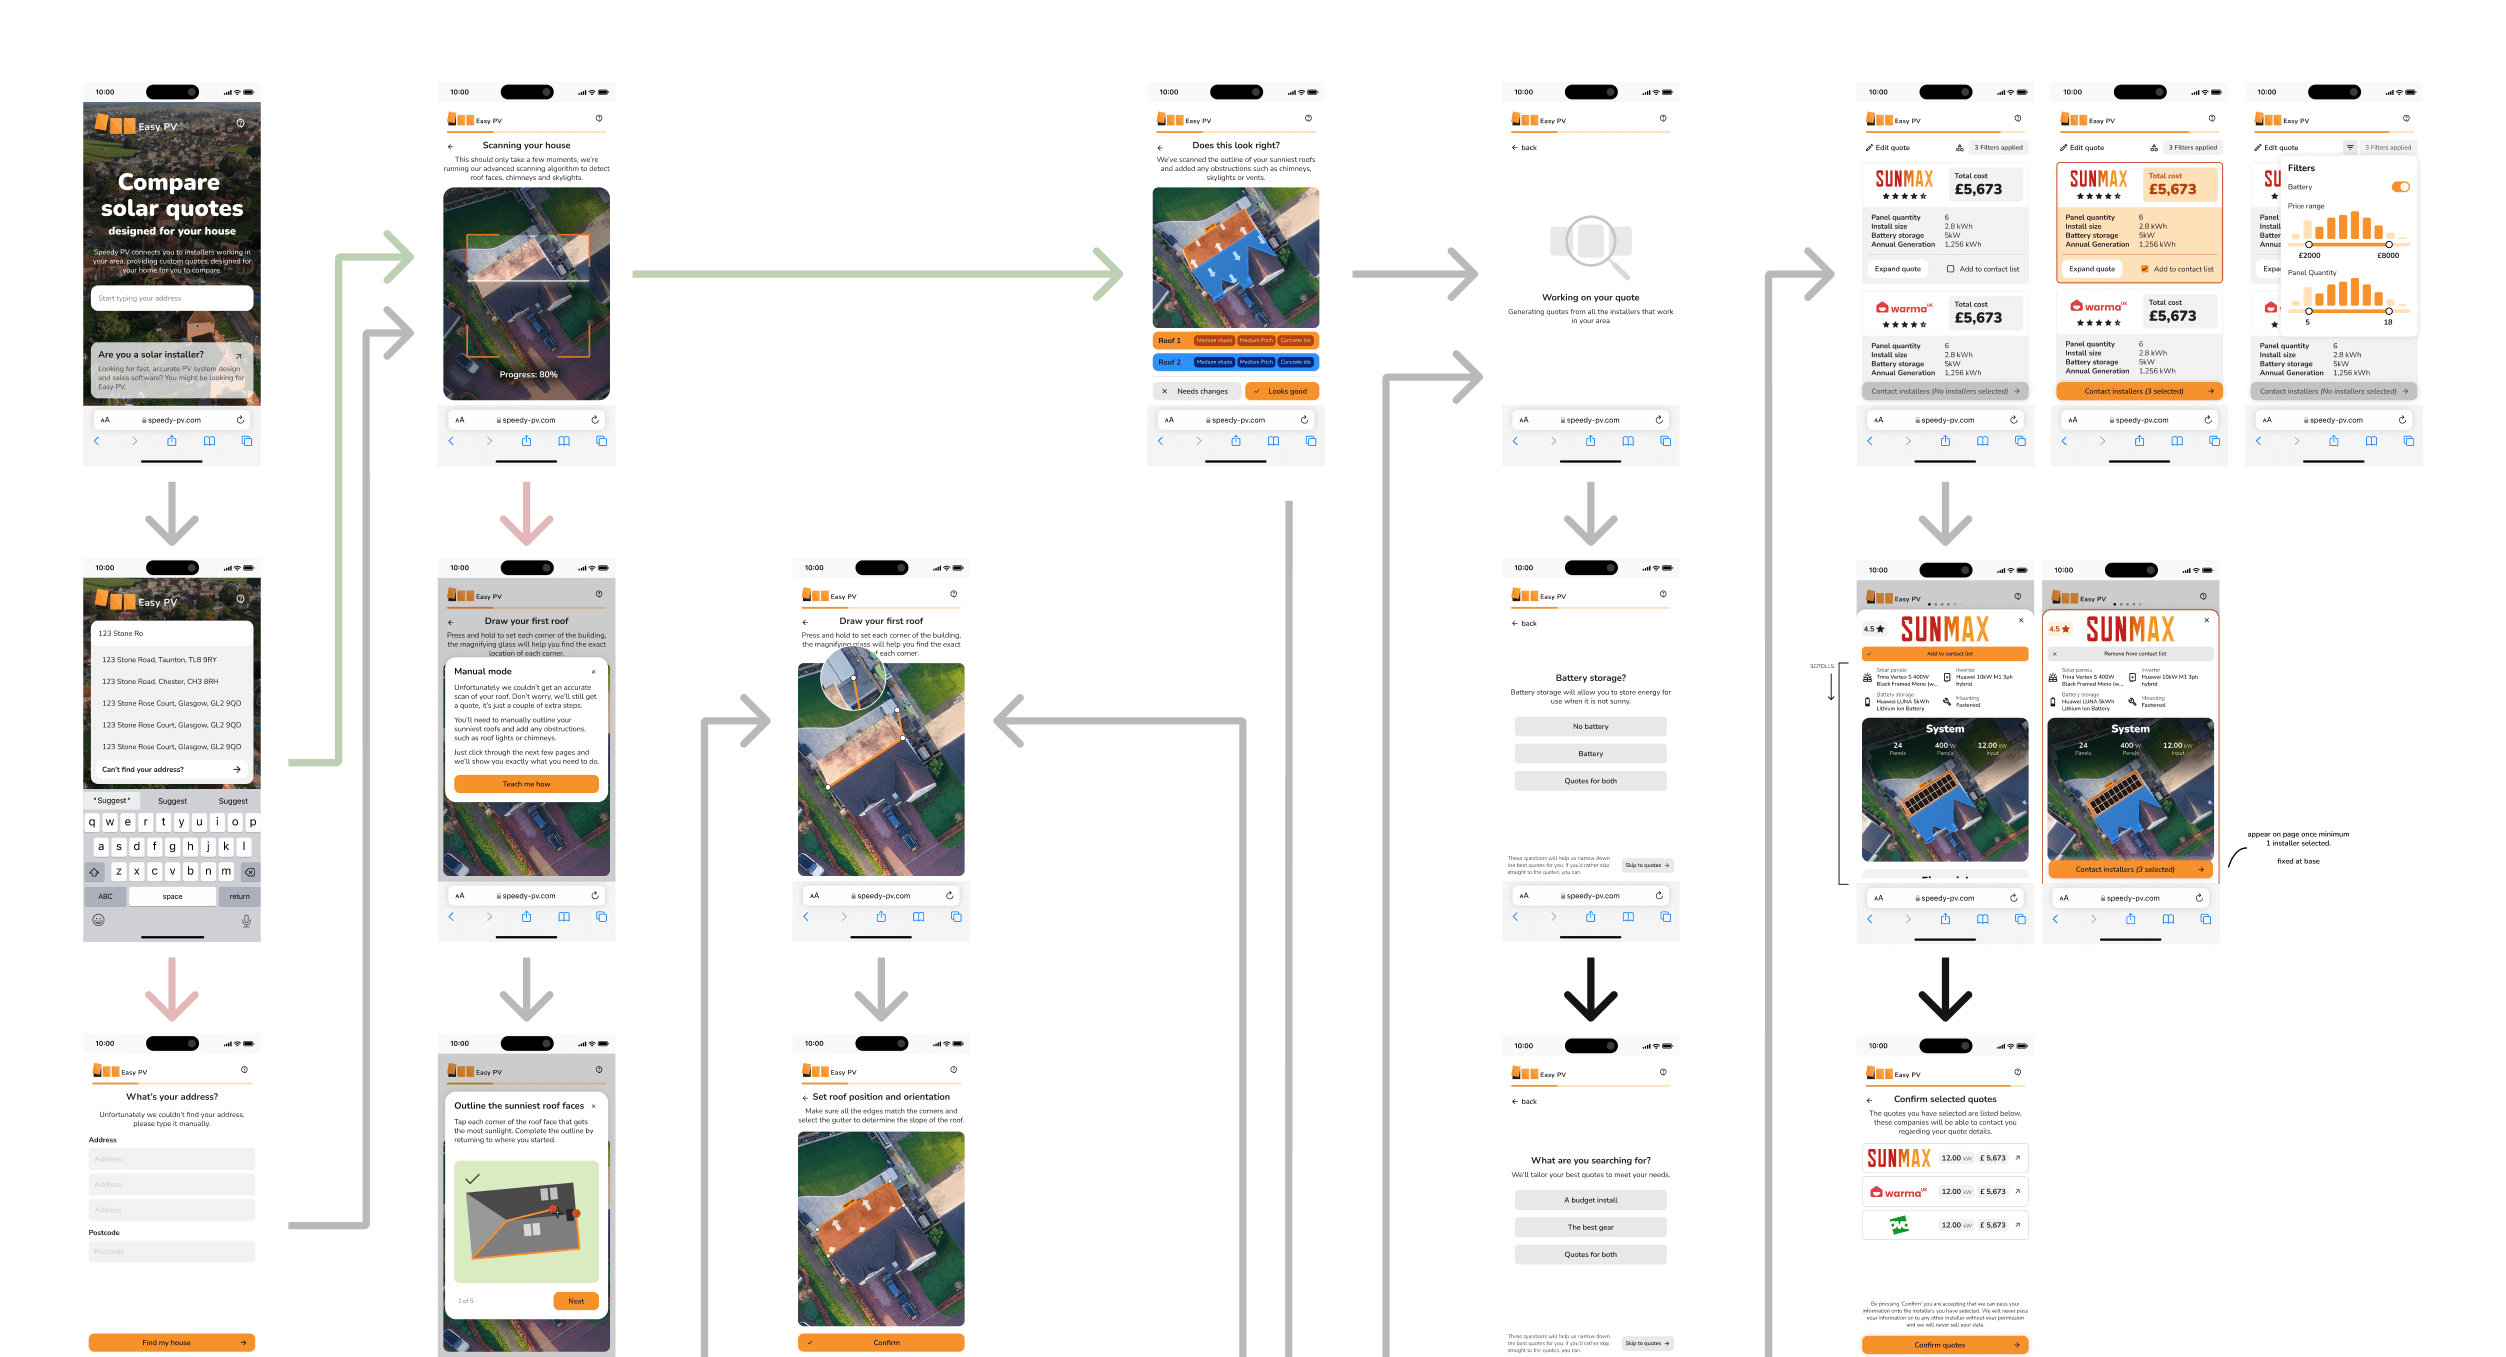 10:00
Easy PV
Compare
solar quotes
designed for your house
Speedy PV connects you to installers working in
your area, providing custom quotes, designed for
your home for you to compare.
Start typing your address
Are you a solar installer?
Looking for fast, accurate PV system design
and sales software? You might be looking for
Easy PV.
AA
speedy-pv.com
10:00
Easy PV
Scanning your house
This should only take a few moments, we're
running our advanced scanning algorithm to detect
roof faces, chimneys and skylights.
Progress: 80%
AA
speedy-pv.com
10:00
Easy PV
Does this look right?
We've scanned the outline of your sunniest roofs
and added any obstructions such as chimneys,
skylights or vents.
Roof 1
Medium shade
Medium Pitch
Concrete tile
Roof 2
Medium shade
Medium Pitch
Concrete tile
Needs changes
Looks good
AA
speedy-pv.com
10:00
Easy PV
back
Working on your quote
Generating quotes from all the installers that work
in your area
AA
speedy-pv.com
10:00
Easy PV
Edit quote
3 Filters applied
SUNMAX
Total cost
£5,673
Panel quantity 6
Install size 2.8 kWh
Battery storage 5kW
Annual Generation 1,256 kWh
Expand quote
Add to contact list
warma UK
Total cost
£5,673
Panel quantity 6
Install size 2.8 kWh
Battery storage 5kW
Annual Generation 1,256 kWh
Contact installers (No installers selected)
AA
speedy-pv.com
10:00
Easy PV
Edit quote
3 Filters applied
SUNMAX
Total cost
£5,673
Panel quantity 6
Install size 2.8 kWh
Battery storage 5kW
Annual Generation 1,256 kWh
Expand quote
Add to contact list
warma UK
Total cost
£5,673
Panel quantity 6
Install size 2.8 kWh
Battery storage 5kW
Annual Generation 1,256 kWh
Contact installers (3 selected)
AA
speedy-pv.com
10:00
Easy PV
Edit quote
3 Filters applied
SU
Panel
Install
Batter
Annua
Expa
Filters
Battery
Price range
£2000
£8000
Panel Quantity
5
18
Panel quantity 6
Install size 2.8 kWh
Battery storage 5kW
Annual Generation 1,256 kWh
Contact installers (No installers selected)
AA
speedy-pv.com
10:00
Easy PV
123 Stone Ro
123 Stone Road, Taunton, TL8 9RY
123 Stone Road, Chester, CH3 8RH
123 Stone Rose Court, Glasgow, GL2 9QD
123 Stone Rose Court, Glasgow, GL2 9QD
123 Stone Rose Court, Glasgow, GL2 9QD
Can't find your address?
"Suggest"
Suggest
Suggest
q w e r t y u i o p
a s d f g h j k l
z x c v b n m
ABC
space
return
10:00
Easy PV
Draw your first roof
Press and hold to set each corner of the building,
the magnifying glass will help you find the exact
location of each corner.
Manual mode
Unfortunately we couldn't get an accurate
scan of your roof. Don't worry, we'll still get
a quote, it's just a couple of extra steps.
You'll need to manually outline your
sunniest roofs and add any obstructions,
such as roof lights or chimneys.
Just click through the next few pages and
we'll show you exactly what you need to do.
Teach me how
AA
speedy-pv.com
10:00
Easy PV
Draw your first roof
Press and hold to set each corner of the building,
the magnifying glass will help you find the exact
of each corner.
AA
speedy-pv.com
10:00
Easy PV
back
Battery storage?
Battery storage will allow you to store energy for
use when it is not sunny.
No battery
Battery
Quotes for both
These questions will help us narrow down
the best quotes for you. If you'd rather skip
straight to the quotes, you can.
Skip to quotes
AA
speedy-pv.com
SCROLLS
10:00
Easy PV
4.5
SUNMAX
Add to contact list
Solar panels
Trina Vertex S 400W
Black Framed Mono (w...
Inverter
Huawei 10kW M1 3ph
hybrid
Battery storage
Huawei LUNA 5kWh
Lithium Ion Battery
Mounting
Fastensol
System
24
Panels
400 W
Panels
12.00 kW
Input
AA
speedy-pv.com
10:00
Easy PV
4.5
SUNMAX
Remove from contact list
Solar panels
Trina Vertex S 400W
Black Framed Mono (w...
Inverter
Huawei 10kW M1 3ph
hybrid
Battery storage
Huawei LUNA 5kWh
Lithium Ion Battery
Mounting
Fastensol
System
24
Panels
400 W
Panels
12.00 kW
Input
Contact installers (3 selected)
AA
speedy-pv.com
appear on page once minimum
1 installer selected.
fixed at base
10:00
Easy PV
What's your address?
Unfortunately we couldn't find your address,
please type it manually.
Address
Address
Address
Address
Postcode
Postcode
Find my house
10:00
Easy PV
Outline the sunniest roof faces
Tap each corner of the roof face that gets
the most sunlight. Complete the outline by
returning to where you started.
1 of 5
Next
10:00
Easy PV
Set roof position and orientation
Make sure all the edges match the corners and
select the gutter to determine the slope of the roof.
Confirm
10:00
Easy PV
back
What are you searching for?
We'll tailor your best quotes to meet your needs.
A budget install
The best gear
Quotes for both
These questions will help us narrow down
the best quotes for you. If you'd rather skip
straight to the quotes, you can.
Skip to quotes
10:00
Easy PV
Confirm selected quotes
The quotes you have selected are listed below,
these companies will be able to contact you
regarding your quote details.
SUNMAX 12.00 kW £ 5,673
warma UK 12.00 kW £ 5,673
12.00 kW £ 5,673
By pressing 'Confirm' you are accepting that we can pass your
information onto the installers you have selected. We will never pass
your information on to any other installer without your permission
and we will never sell your data.
Confirm quotes